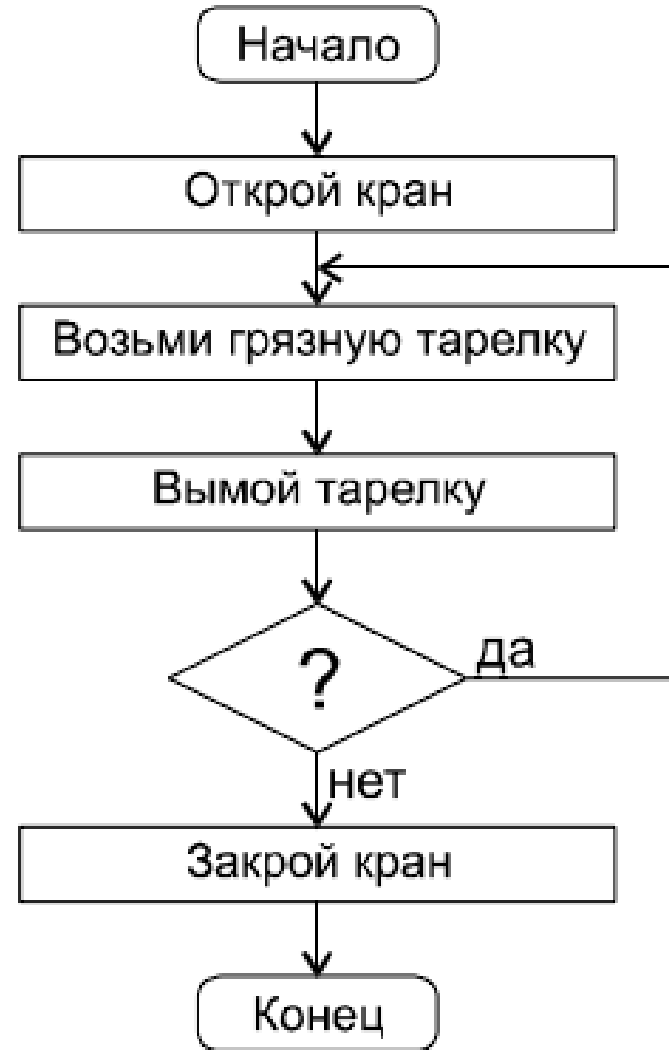 Начало
Открой кран
Возьми грязную тарелку
Вымой тарелку
?
да
нет
Закрой кран
Конец